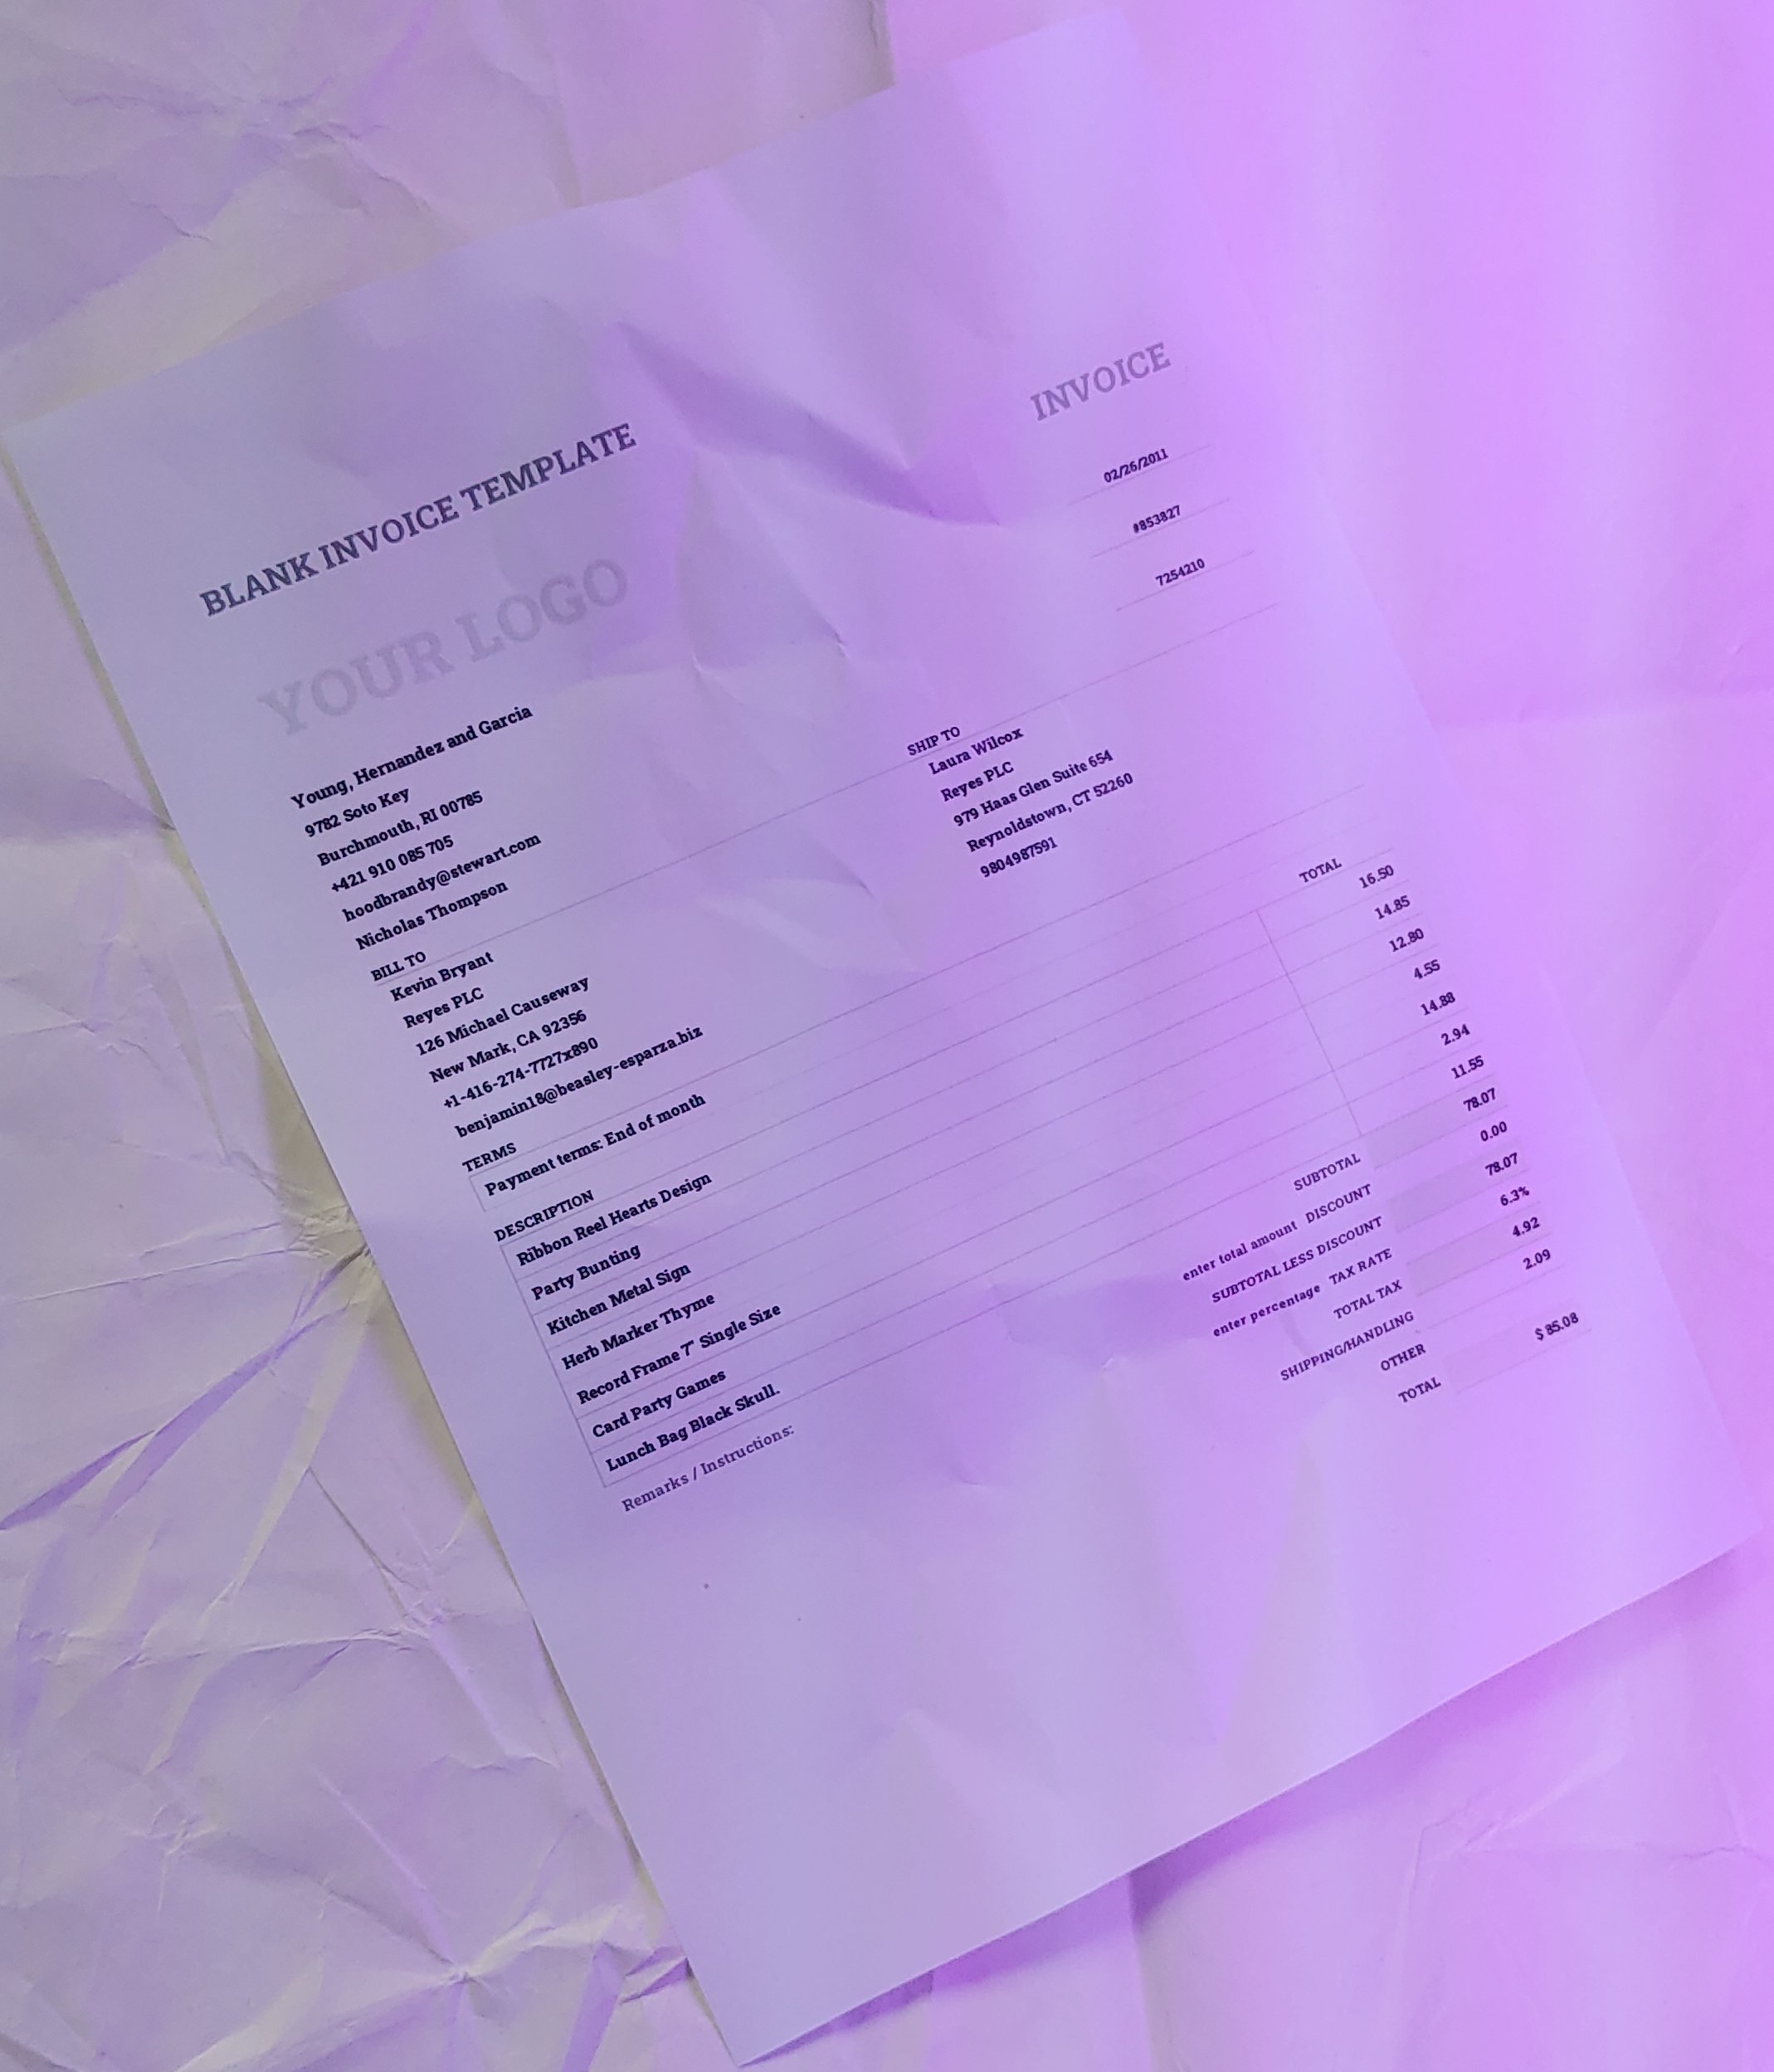 INVOICE
BLANK INVOICE TEMPLATE
02/26/2011
#853827
7254210
YOUR LOGO
Young, Hernandez and Garcia
9782 Soto Key
Burchmouth, RI 00785
+421 910 085 705
hoodbrandy@stewart.com
Nicholas Thompson
BILL TO
Kevin Bryant
Reyes PLC
126 Michael Causeway
New Mark, CA 92356
+1-416-274-7727x890
benjamin18@beasley-esparza.biz
SHIP TO
Laura Wilcox
Reyes PLC
979 Haas Glen Suite 654
Reynoldstown, CT 52260
9804987591
TERMS
Payment terms: End of month
DESCRIPTION TOTAL
Ribbon Reel Hearts Design 16.50
Party Bunting 14.85
Kitchen Metal Sign 12.80
Herb Marker Thyme 4.55
Record Frame 7" Single Size 14.88
Card Party Games 2.94
Lunch Bag Black Skull. 11.55
Remarks / Instructions:
SUBTOTAL 78.07
enter total amount DISCOUNT 0.00
SUBTOTAL LESS DISCOUNT 78.07
enter percentage TAX RATE 6.3%
TOTAL TAX 4.92
SHIPPING/HANDLING 2.09
OTHER
TOTAL $ 85.08